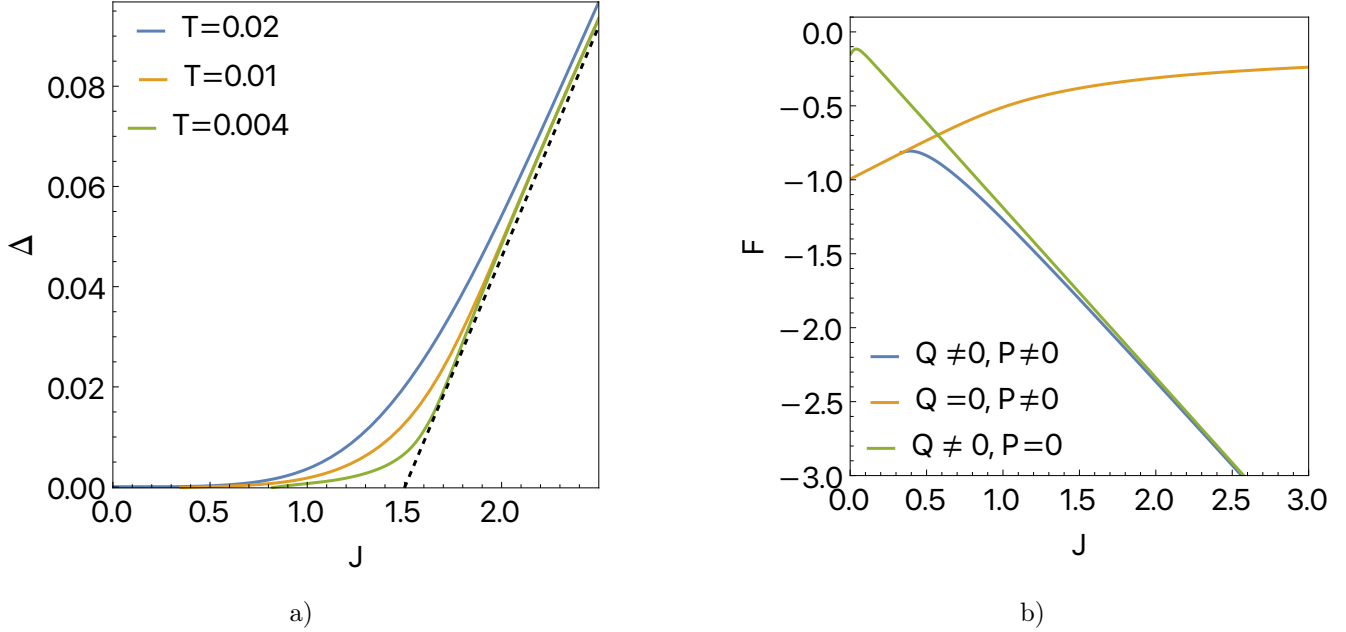 T=0.02
T=0.01
T=0.004
0.08
0.06
0.04
0.02
0.00
Δ
0.0 0.5 1.0 1.5 2.0
J
a)
0.0
−0.5
−1.0
−1.5
−2.0
−2.5
−3.0
F
Q ≠0, P≠0
Q =0, P≠0
Q ≠ 0, P=0
0.0 0.5 1.0 1.5 2.0 2.5 3.0
J
b)